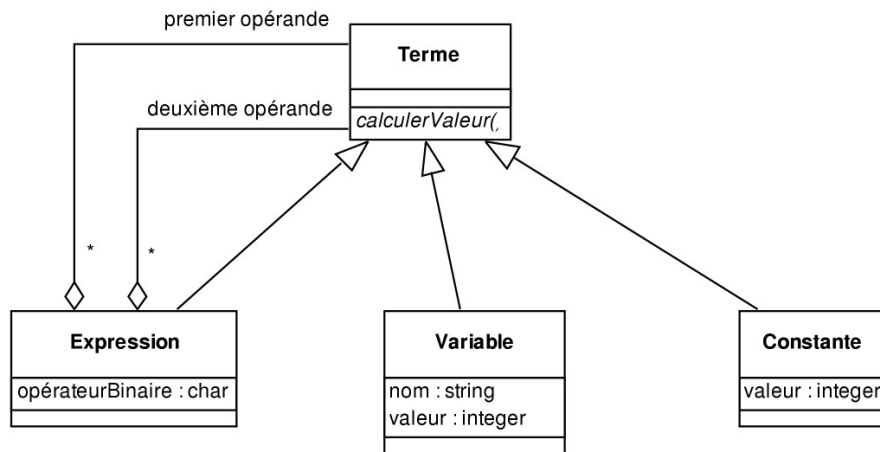 premier opérande
Terme
deuxième opérande
calculerValeur(
*
*
Expression
opérateurBinaire : char
Variable
nom : string
valeur : integer
Constante
valeur : integer